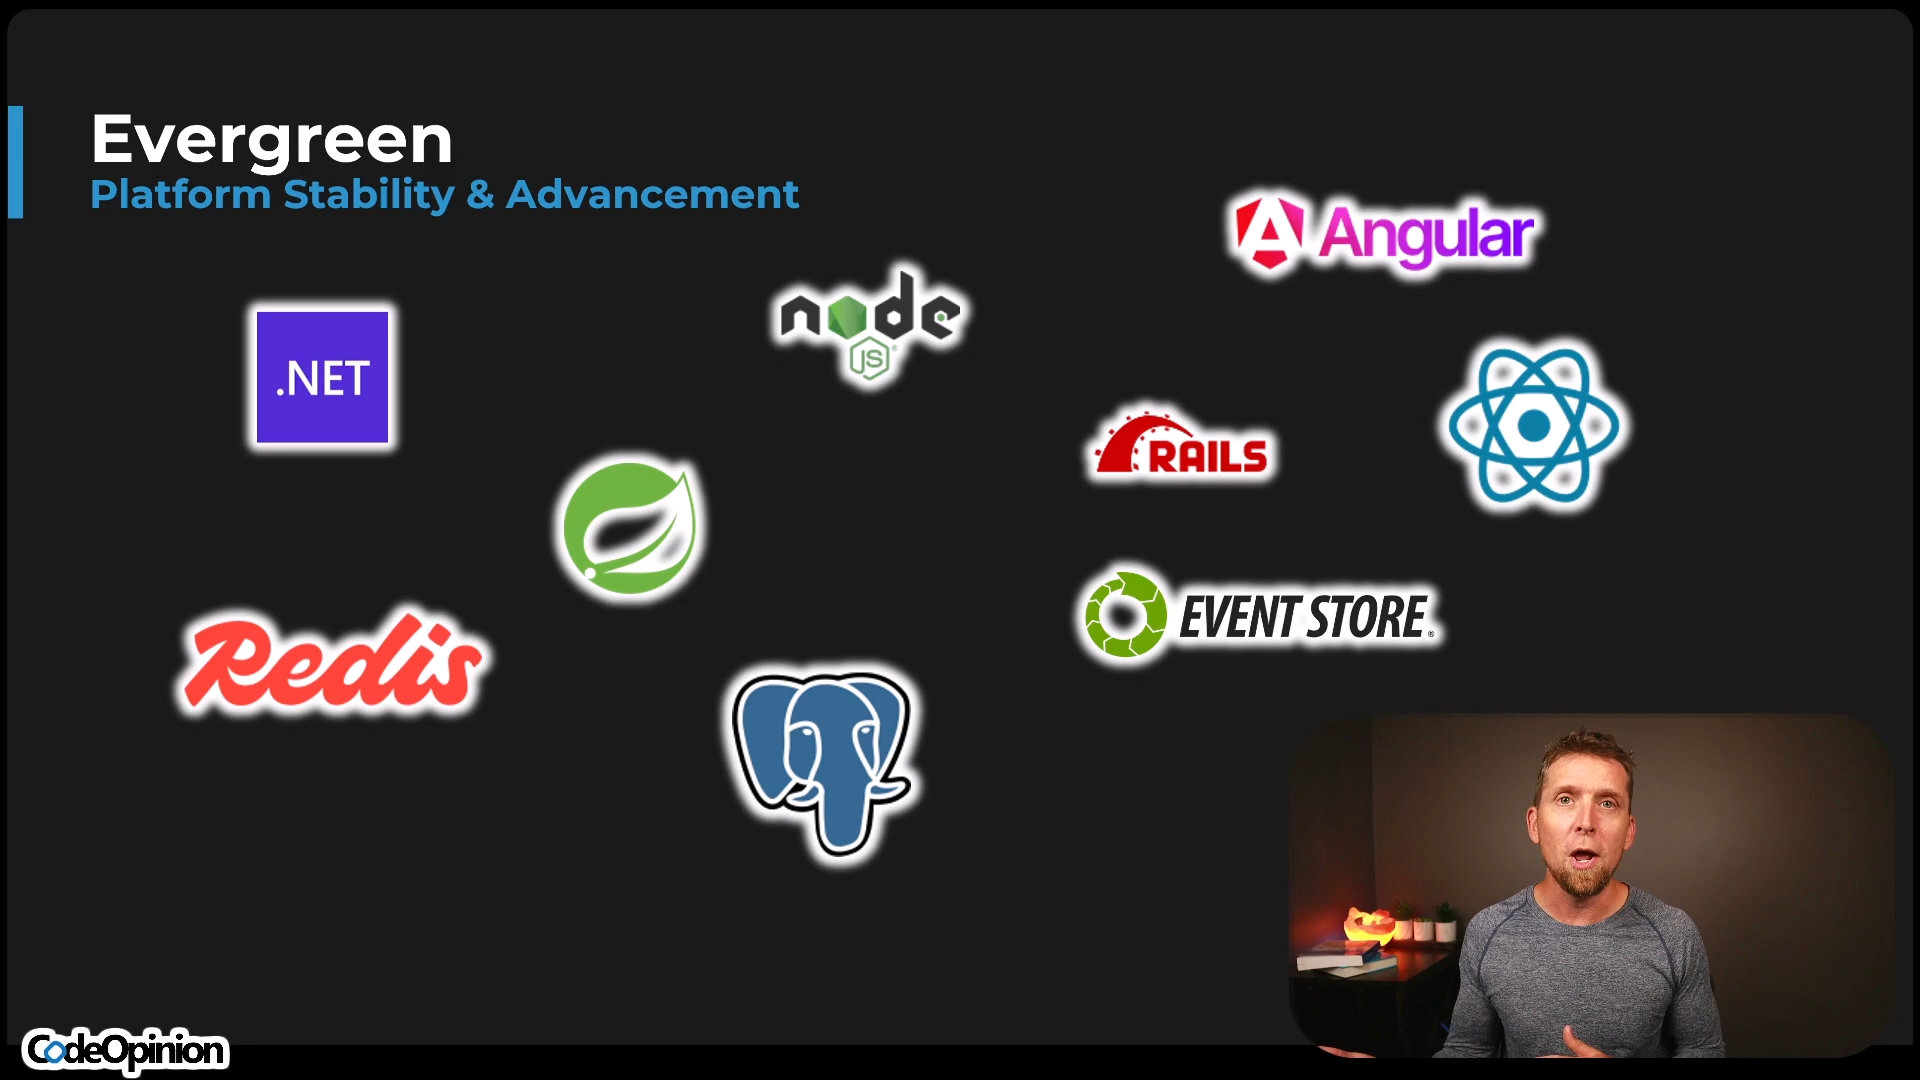 Evergreen
Platform Stability & Advancement
Angular
node
JS
.NET
RAILS
EVENT STORE®
Redis
CodeOpinion